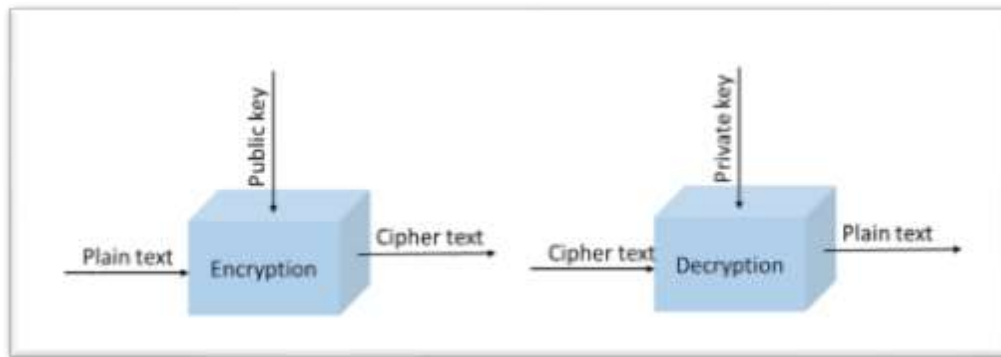 Public key
Plain text
Encryption
Cipher text
Private key
Cipher text
Decryption
Plain text